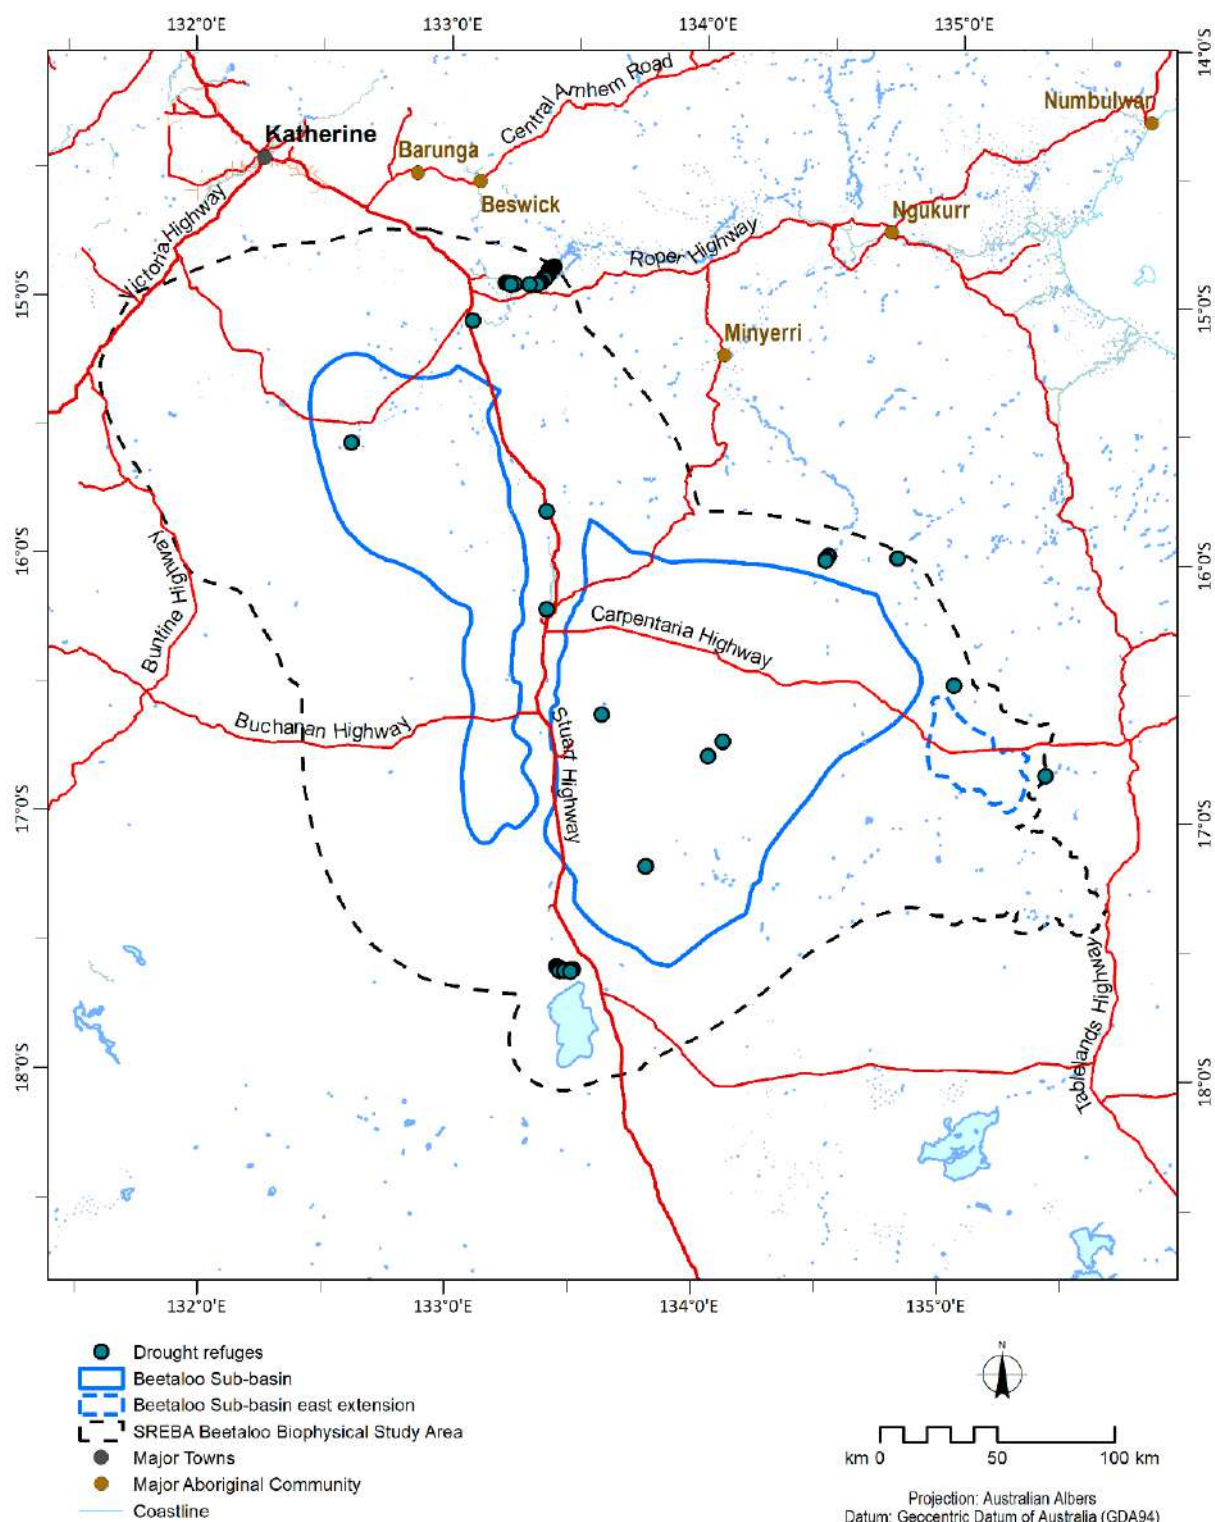 132°0'E 133°0'E 134°0'E 135°0'E
14°S
Central Arnhem Road
Numbulwar
Katherine
Barunga
Beswick
Victoria Highway
Ngukurr
Roper Highway
15°0'S
15°0'S
Minyerri
16°0'S
16°0'S
Buntine Highway
Carpentaria Highway
Buchanan Highway
Stuart Highway
17°0'S
17°0'S
Tablelands Highway
18°0'S
18°0'S
132°0'E 133°0'E 134°0'E 135°0'E
Drought refuges
Beetaloo Sub-basin
Beetaloo Sub-basin east extension
SREBA Beetaloo Biophysical Study Area
Major Towns
Major Aboriginal Community
Coastline
N
km 0 50 100 km
Projection: Australian Albers
Datum: Geocentric Datum of Australia (GDA94)